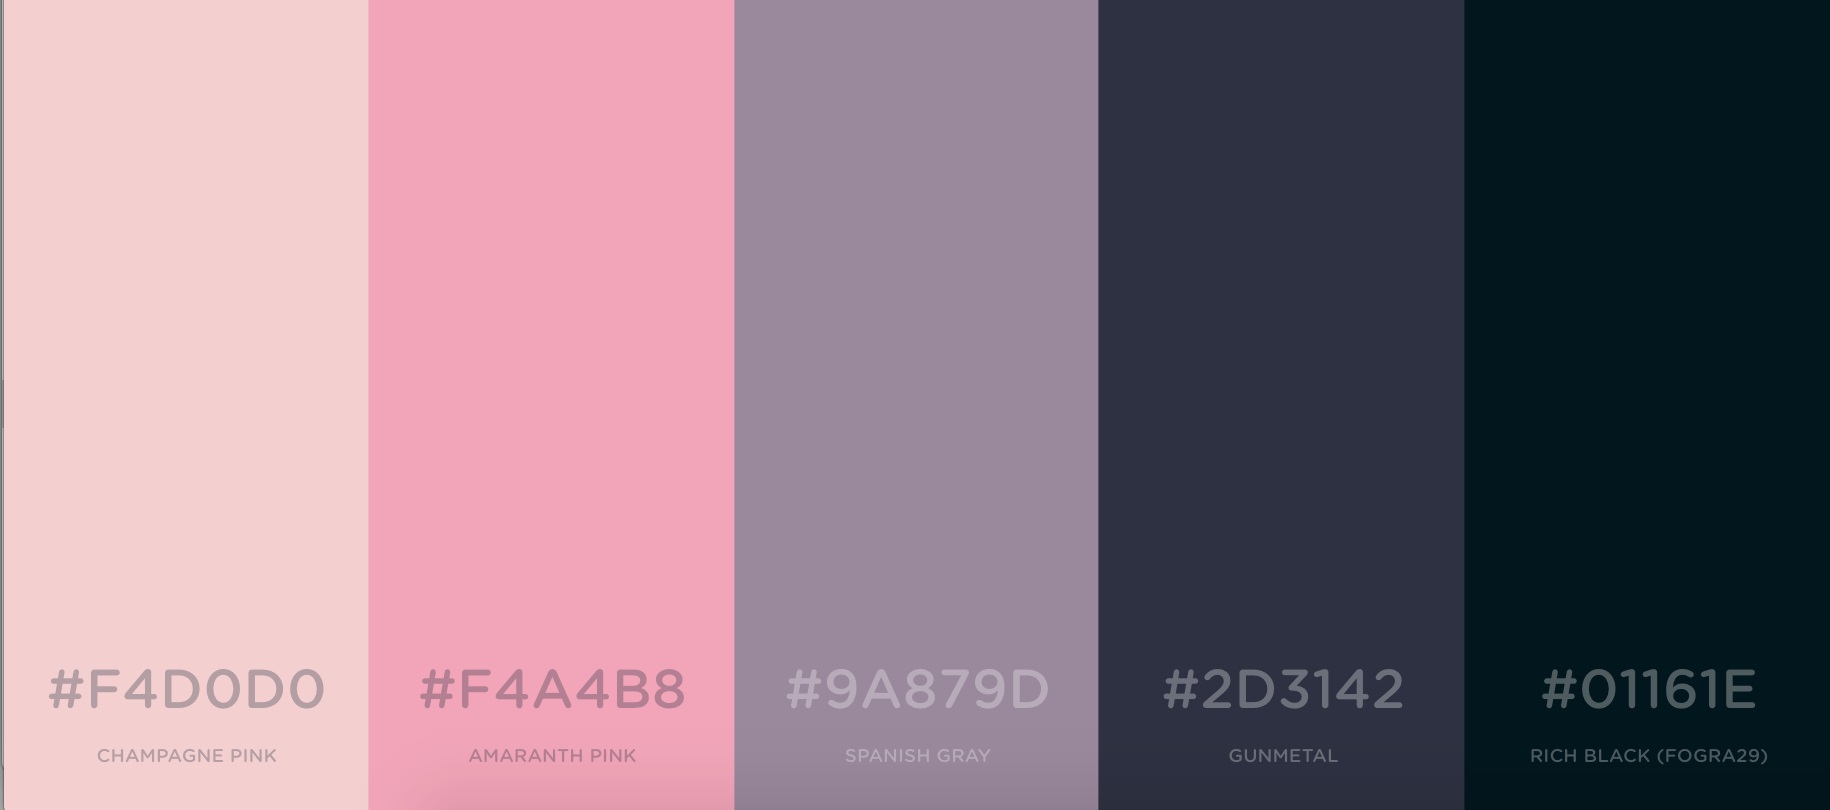 #F4D0D0
CHAMPAGNE PINK
#F4A4B8
AMARANTH PINK
#9A879D
SPANISH GRAY
#2D3142
GUNMETAL
#01161E
RICH BLACK (FOGRA29)